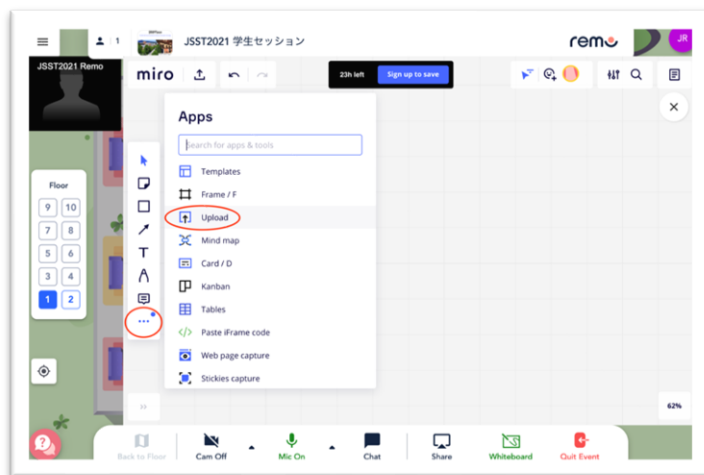 1
JSST2021 学生セッション
remo
JR
JSST2021 Remo
miro
23h left
Sign up to save
Apps
Search for apps & tools
Templates
Frame / F
Upload
Mind map
Card / D
Kanban
Tables
</> Paste iFrame code
Web page capture
Stickies capture
T
Floor
9 10
7 8
5 6
3 4
1 2
62%
Back to Floor
Cam Off
Mic On
Chat
Share
Whiteboard
Quit Event